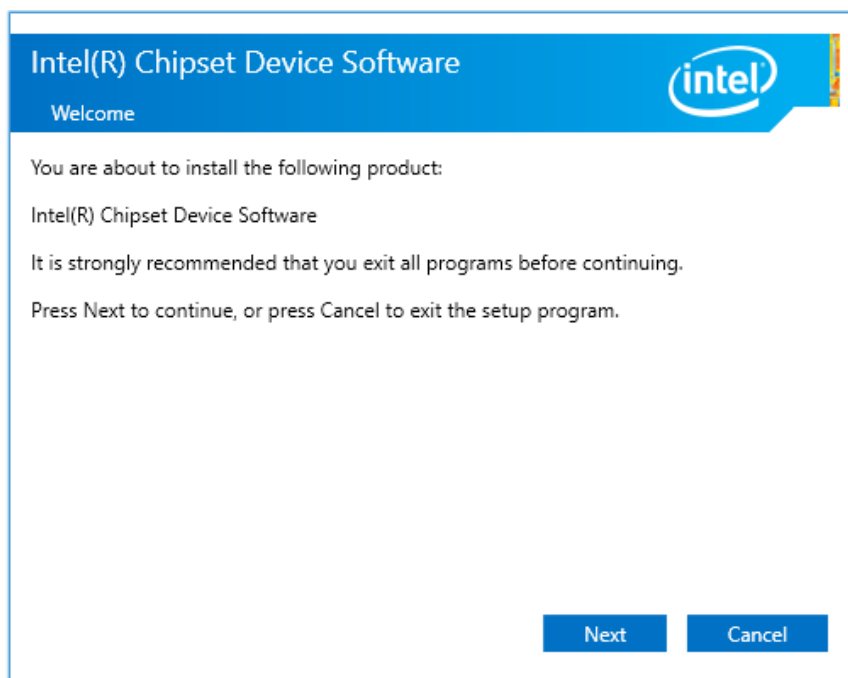 Intel(R) Chipset Device Software
intel
Welcome
You are about to install the following product:
Intel(R) Chipset Device Software
It is strongly recommended that you exit all programs before continuing.
Press Next to continue, or press Cancel to exit the setup program.
Next
Cancel